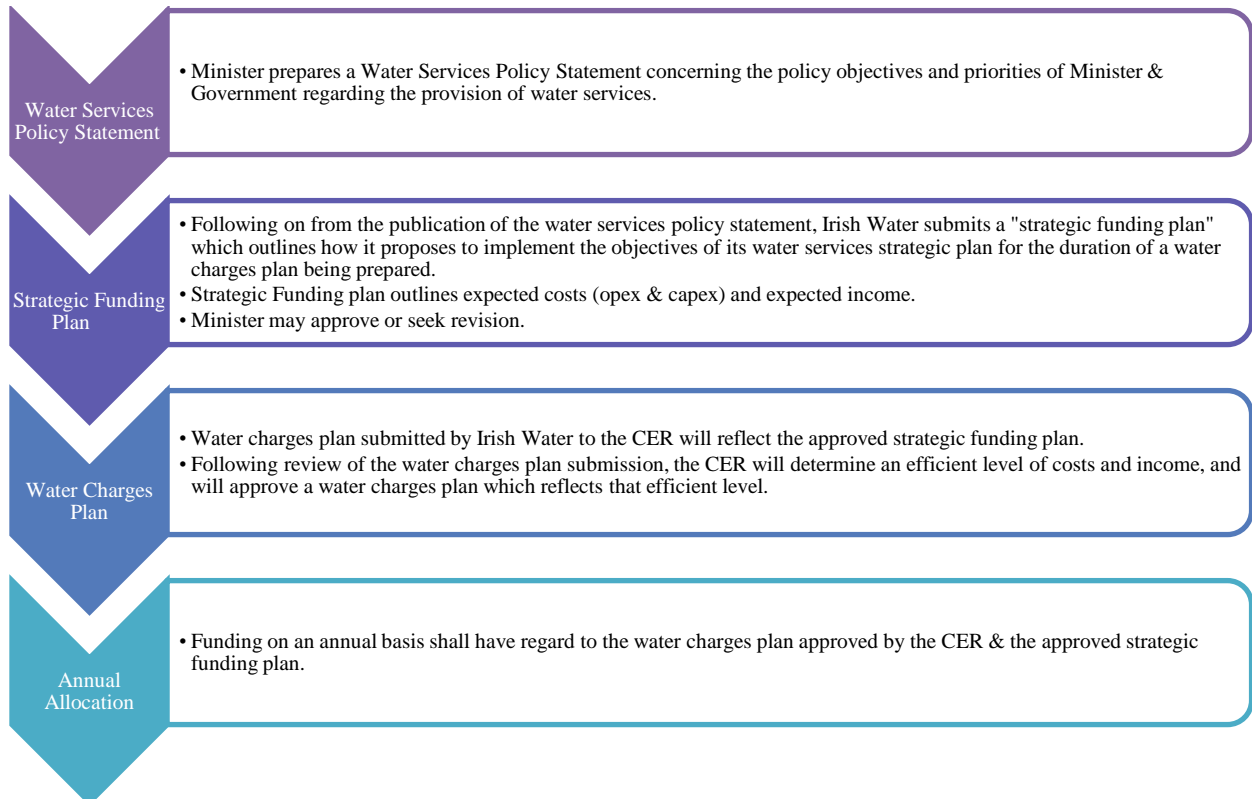 Water Services
Policy Statement
• Minister prepares a Water Services Policy Statement concerning the policy objectives and priorities of Minister &
Government regarding the provision of water services.
Strategic Funding
Plan
• Following on from the publication of the water services policy statement, Irish Water submits a "strategic funding plan"
which outlines how it proposes to implement the objectives of its water services strategic plan for the duration of a water
charges plan being prepared.
• Strategic Funding plan outlines expected costs (opex & capex) and expected income.
• Minister may approve or seek revision.
Water Charges
Plan
• Water charges plan submitted by Irish Water to the CER will reflect the approved strategic funding plan.
• Following review of the water charges plan submission, the CER will determine an efficient level of costs and income, and
will approve a water charges plan which reflects that efficient level.
Annual
Allocation
• Funding on an annual basis shall have regard to the water charges plan approved by the CER & the approved strategic
funding plan.